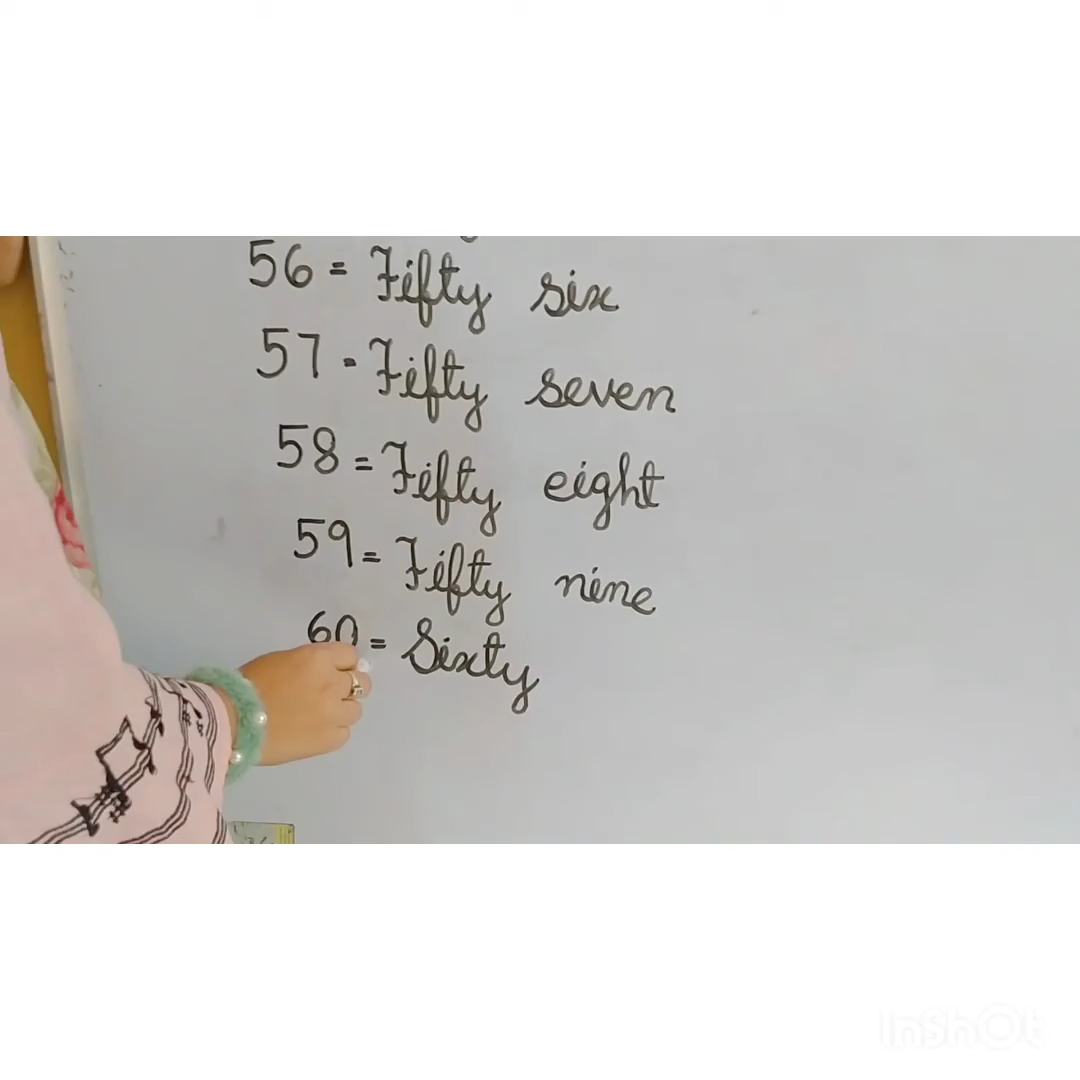 56 = Fifty six
57 - Fifty seven
58 = Fifty eight
59 = Fifty nine
60 = Sixty
InShOt